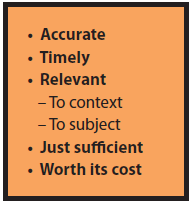 • Accurate
• Timely
• Relevant
– To context
– To subject
• Just sufficient
• Worth its cost